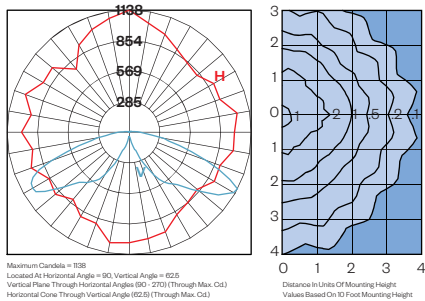 1138
854
569
285
H
V
3
2
1
0
1
2
3
4
1 2 1 .5 .2 .1
0 1 2 3 4
Maximum Candela = 1138
Located At Horizontal Angle = 90, Vertical Angle = 62.5
Vertical Plane Through Horizontal Angles (90 - 270) (Through Max. Cd.)
Horizontal Cone Through Vertical Angle (62.5) (Through Max. Cd.)
Distance In Units Of Mounting Height
Values Based On 10 Foot Mounting Height